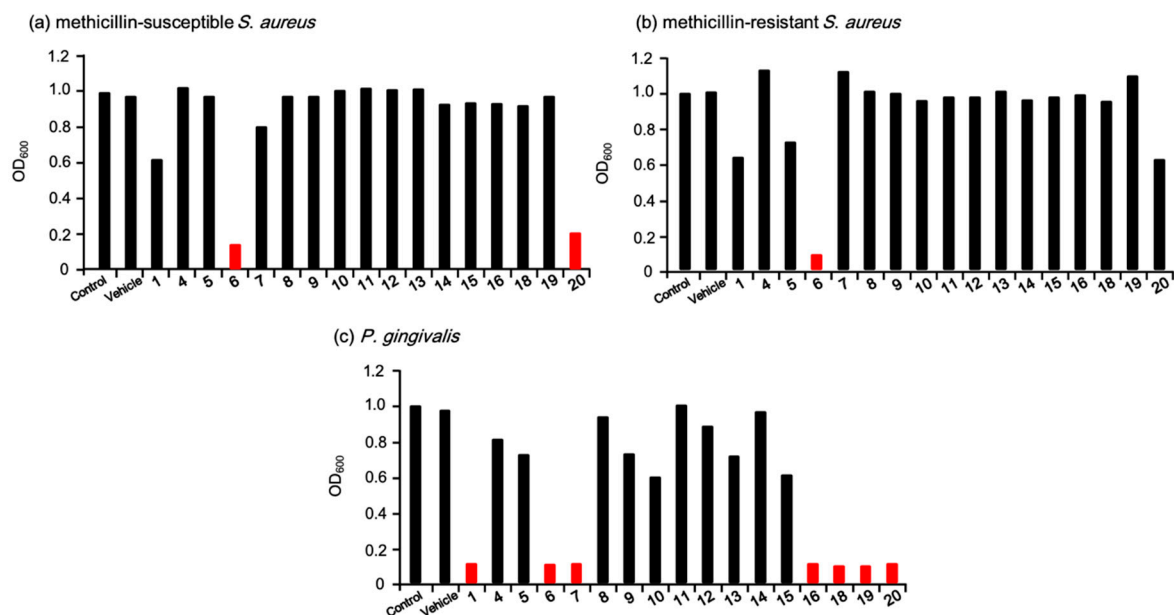 (a) methicillin-susceptible S. aureus
1.2
1.0
0.8
0.6
0.4
0.2
0
OD600
Control Vehicle 1 4 5 6 7 8 9 10 11 12 13 14 15 16 18 19 20
(b) methicillin-resistant S. aureus
1.2
1.0
0.8
0.6
0.4
0.2
0
OD600
Control Vehicle 1 4 5 6 7 8 9 10 11 12 13 14 15 16 18 19 20
(c) P. gingivalis
1.2
1.0
0.8
0.6
0.4
0.2
0
OD600
Control Vehicle 1 4 5 6 7 8 9 10 11 12 13 14 15 16 18 19 20